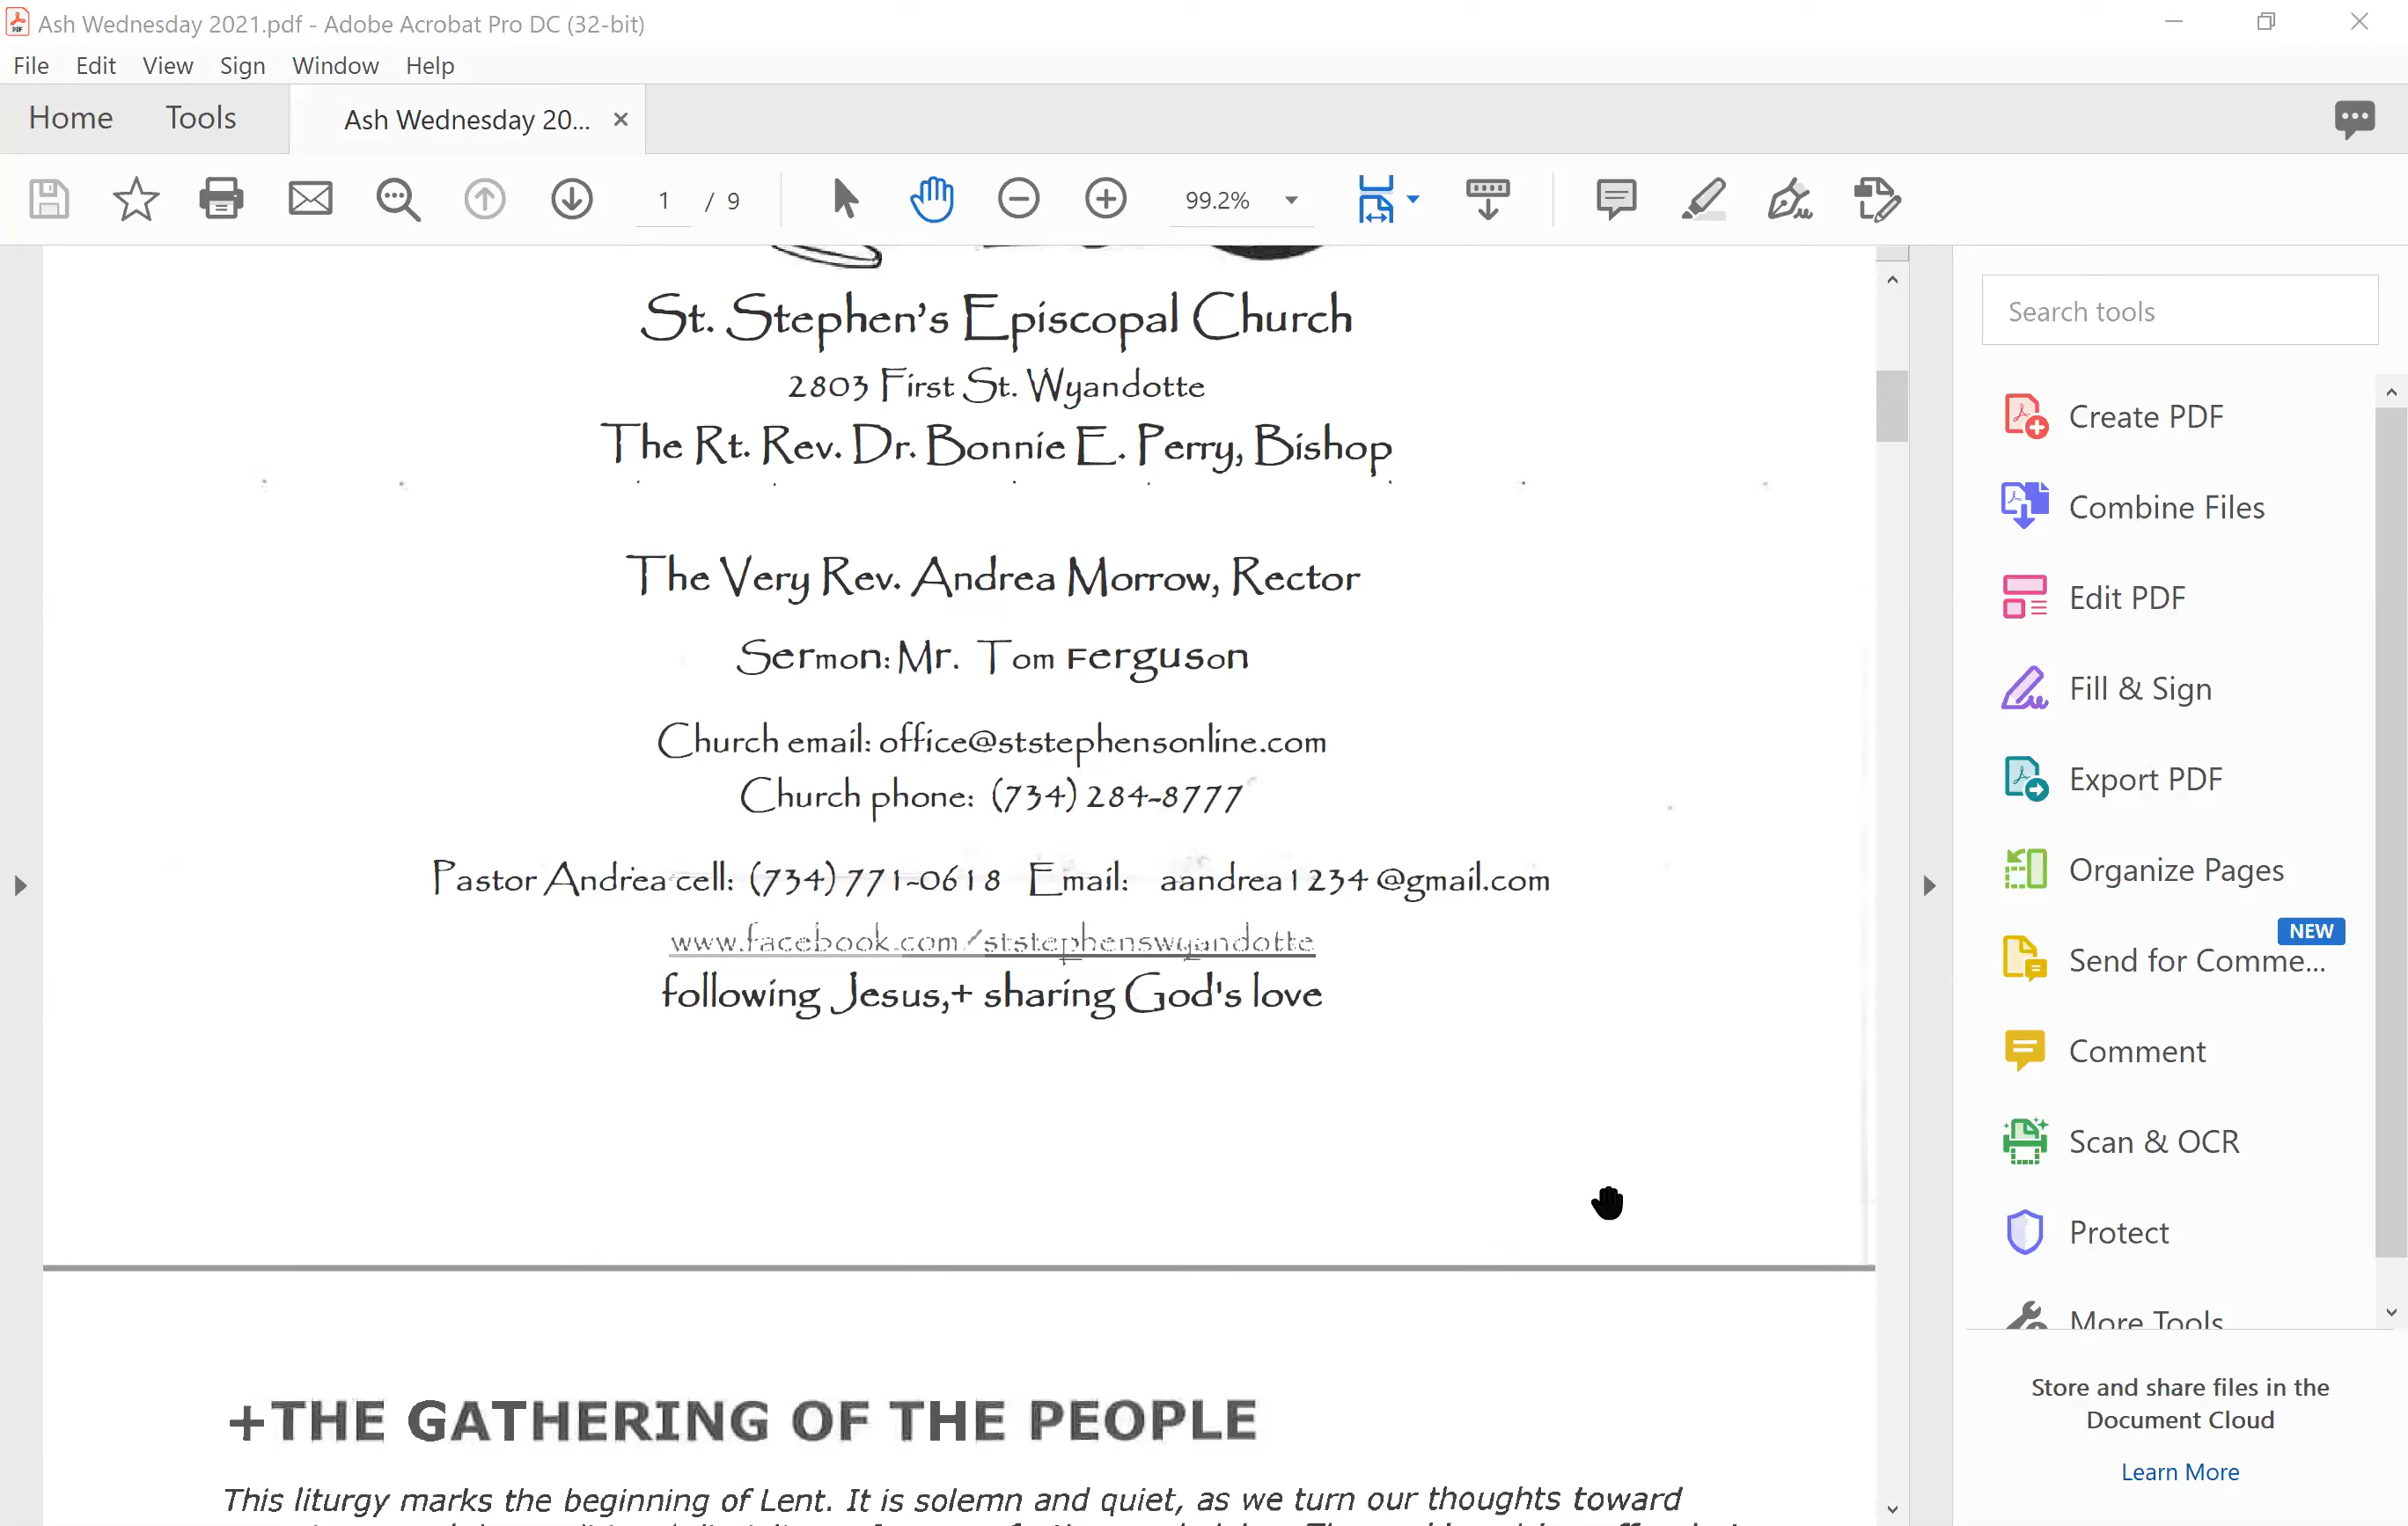 Ash Wednesday 2021.pdf - Adobe Acrobat Pro DC (32-bit)
File Edit View Sign Window Help
Home Tools Ash Wednesday 20... ×
1 / 9 99.2%
St. Stephen's Episcopal Church
2803 First St. Wyandotte
The Rt. Rev. Dr. Bonnie E. Perry, Bishop
The Very Rev. Andrea Morrow, Rector
Sermon: Mr. Tom Ferguson
Church email: office@ststephensonline.com
Church phone: (734) 284-8777
Pastor Andrea cell: (734) 771-0618 Email: aandrea1234@gmail.com
www.facebook.com/ststephenswyandotte
following Jesus,+ sharing God's love
+THE GATHERING OF THE PEOPLE
This liturgy marks the beginning of Lent. It is solemn and quiet, as we turn our thoughts toward
Search tools
Create PDF
Combine Files
Edit PDF
Fill & Sign
Export PDF
Organize Pages
NEW
Send for Comme...
Comment
Scan & OCR
Protect
More Tools
Store and share files in the
Document Cloud
Learn More